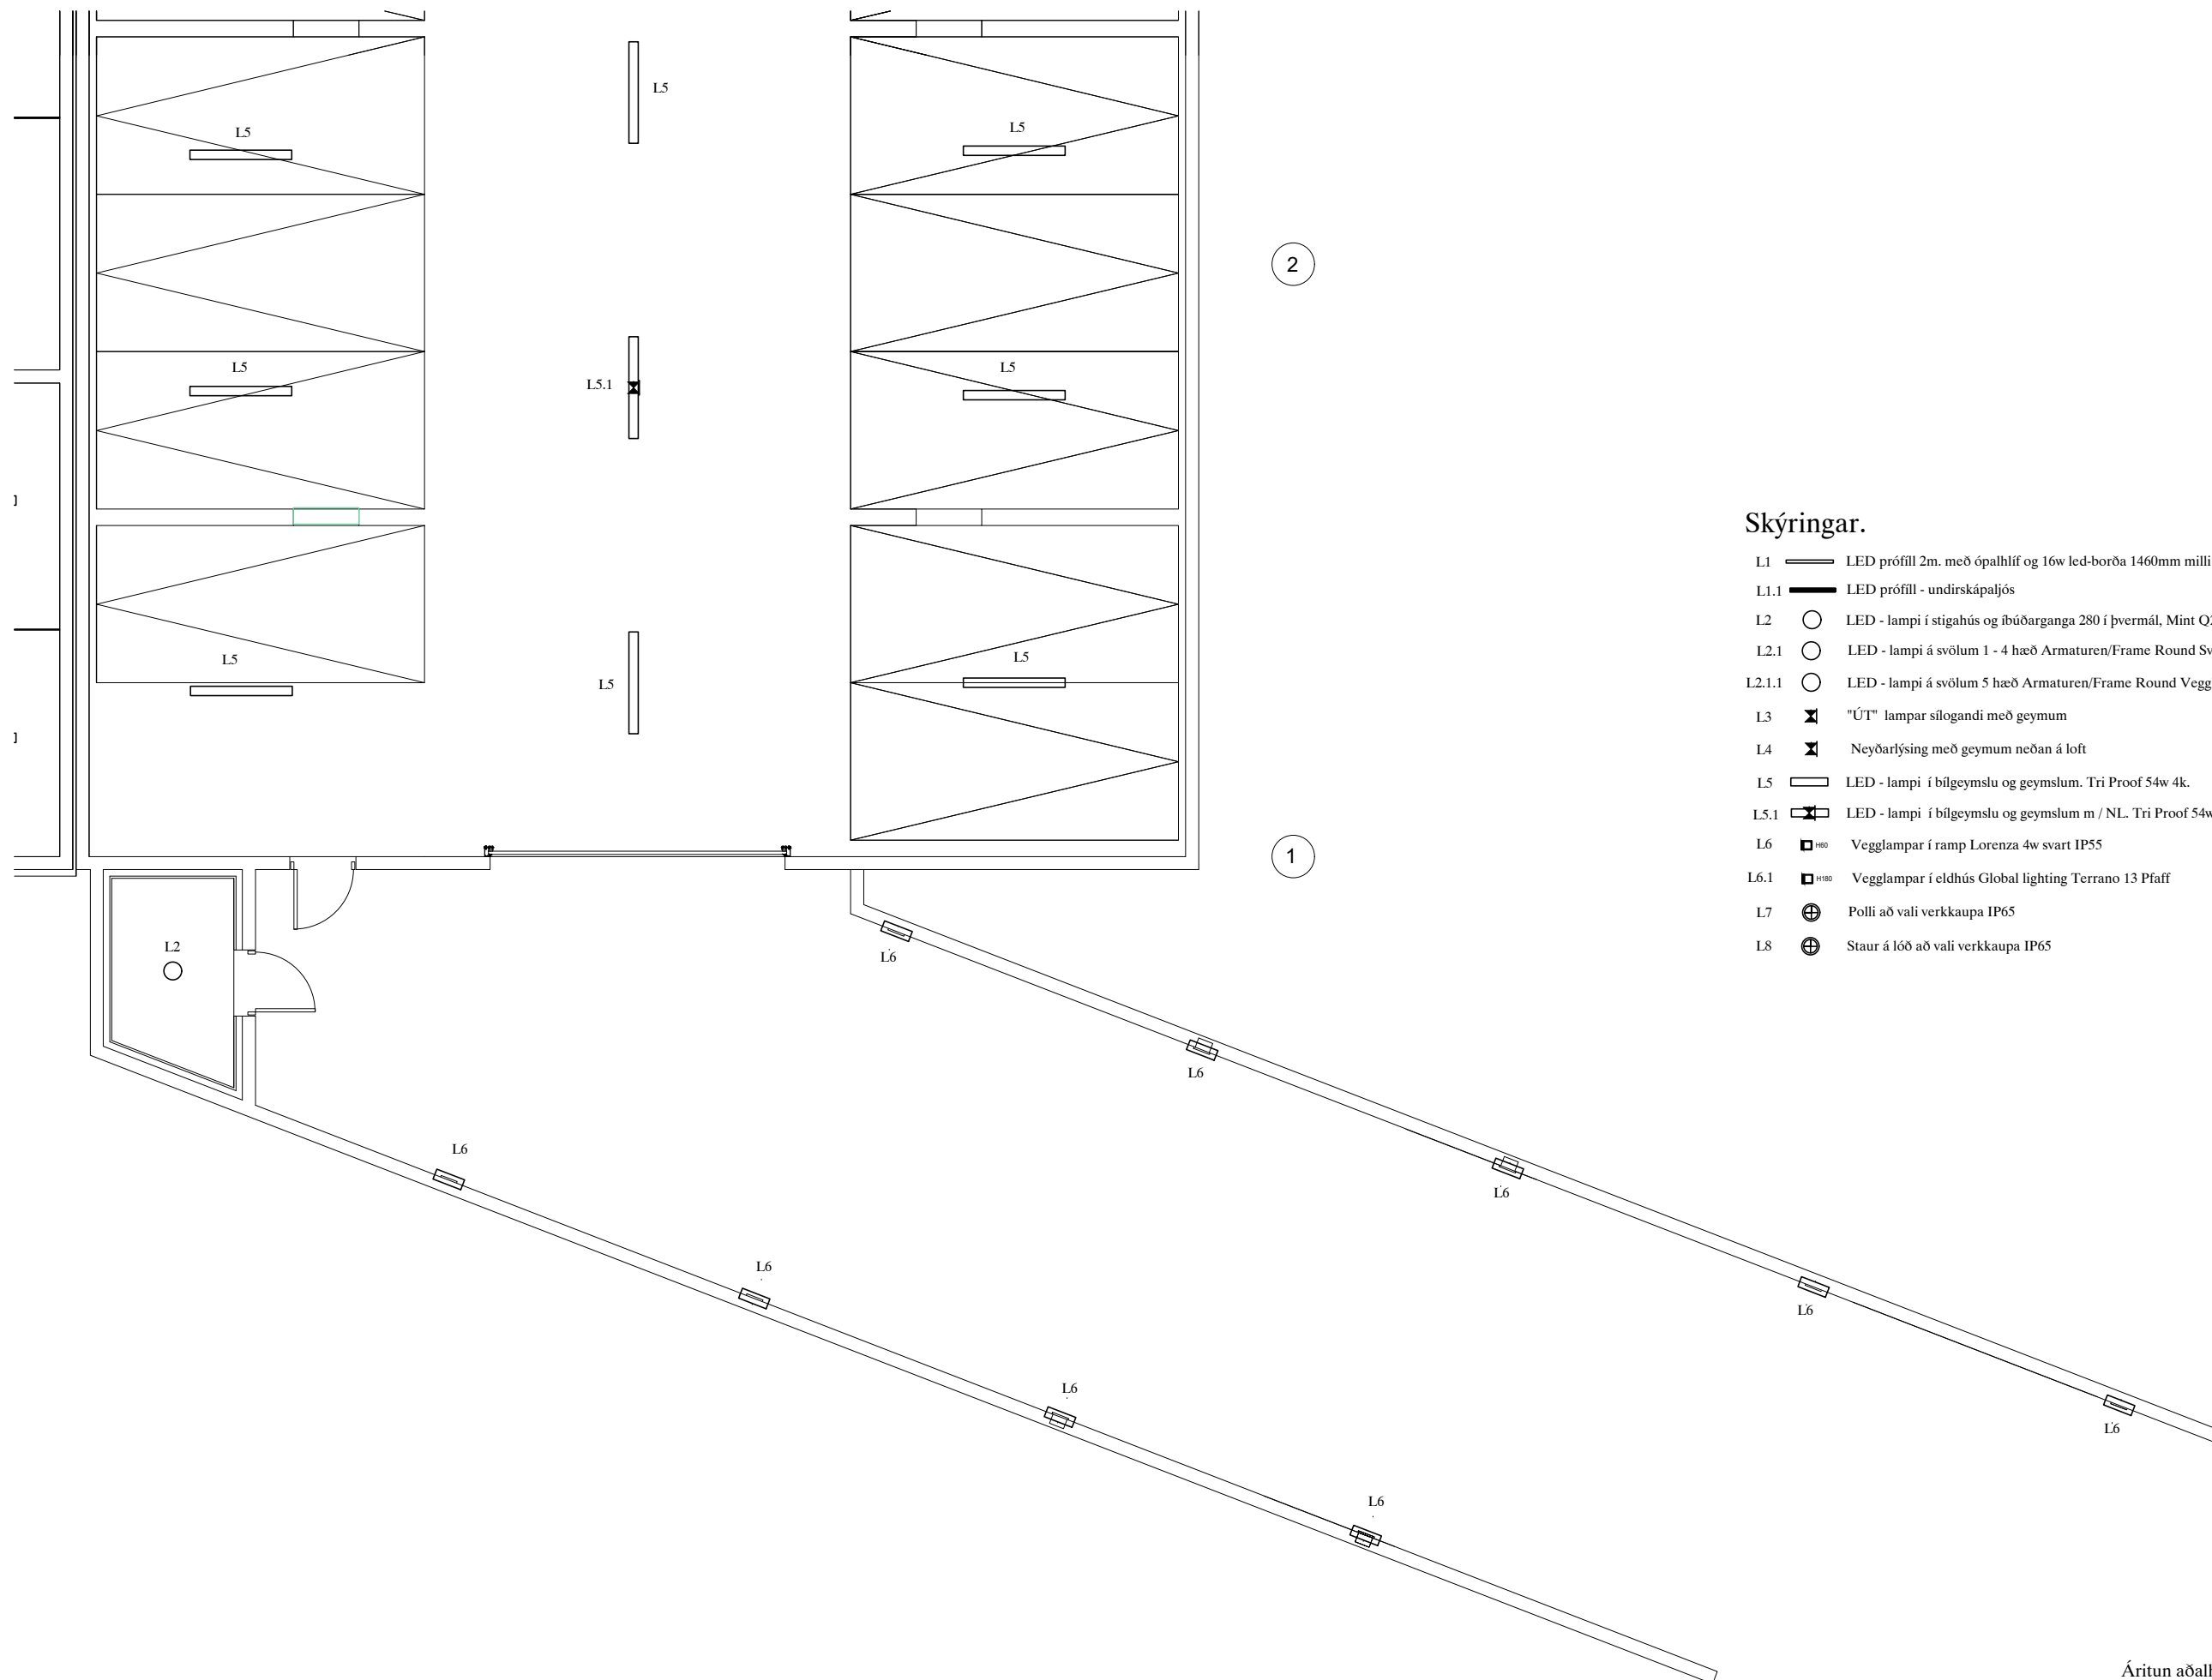 L5
L5
L5
2
L5
L5.1
L5
L5
L5
L5
1
L2
L6
L6
L6
L6
L6
L6
L6
L6
L6
Skýringar.
L1 LED prófíll 2m. með ópalhlíf og 16w led-borða 1460mm milli
L1.1 LED prófíll - undirskápaljós
L2 LED - lampi í stigahús og íbúðarganga 280 í þvermál, Mint
L2.1 LED - lampi á svölum 1 - 4 hæð Armaturen/Frame Round
L2.1.1 LED - lampi á svölum 5 hæð Armaturen/Frame Round Vegg
L3 "ÚT" lampar sílogandi með geymum
L4 Neyðarlýsing með geymum neðan á loft
L5 LED - lampi í bílgeymslu og geymslum. Tri Proof 54w 4k.
L5.1 LED - lampi í bílgeymslu og geymslum m / NL. Tri Proof 54w
L6 H60 Vegglampar í ramp Lorenza 4w svart IP55
L6.1 H180 Vegglampar í eldhús Global lighting Terrano 13 Pfaff
L7 Polli að vali verkkaupa IP65
L8 Staur á lóð að vali verkkaupa IP65
Áritun